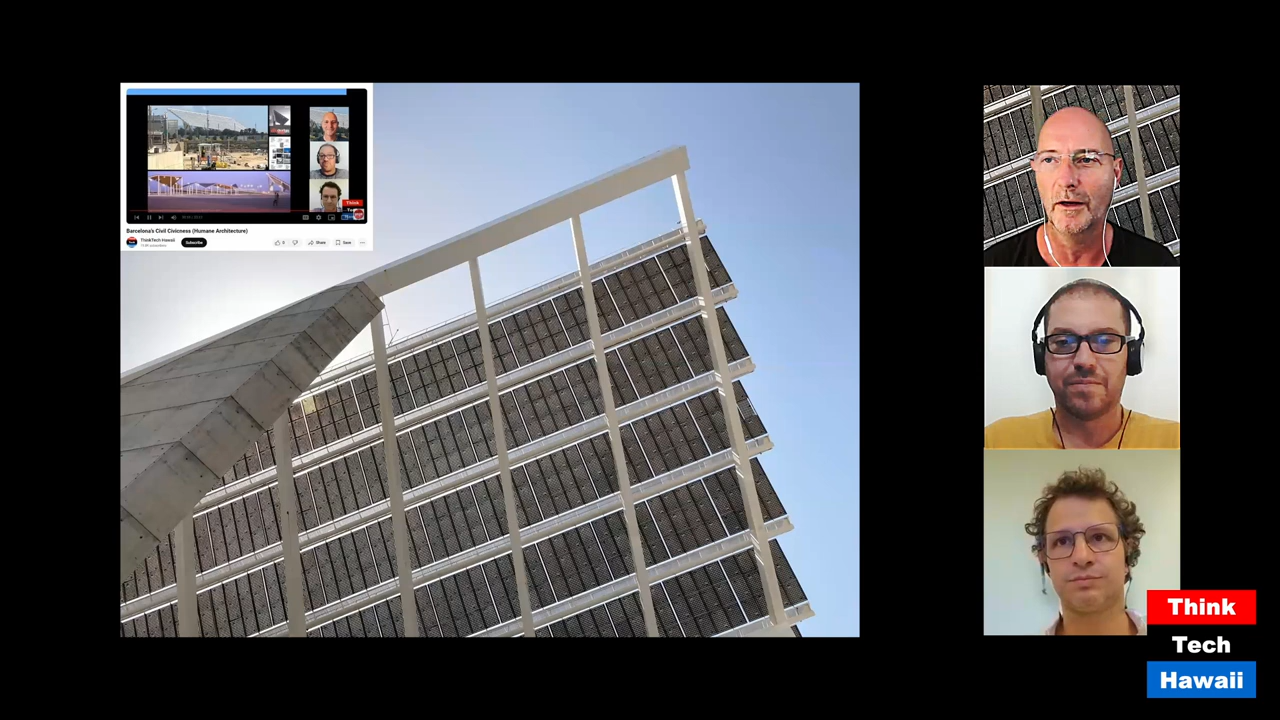 Barcelona's Civil Civicness (Humane Architecture)
ThinkTech Hawaii
Subscribe
Share
Save
Think
Tech
Hawaii